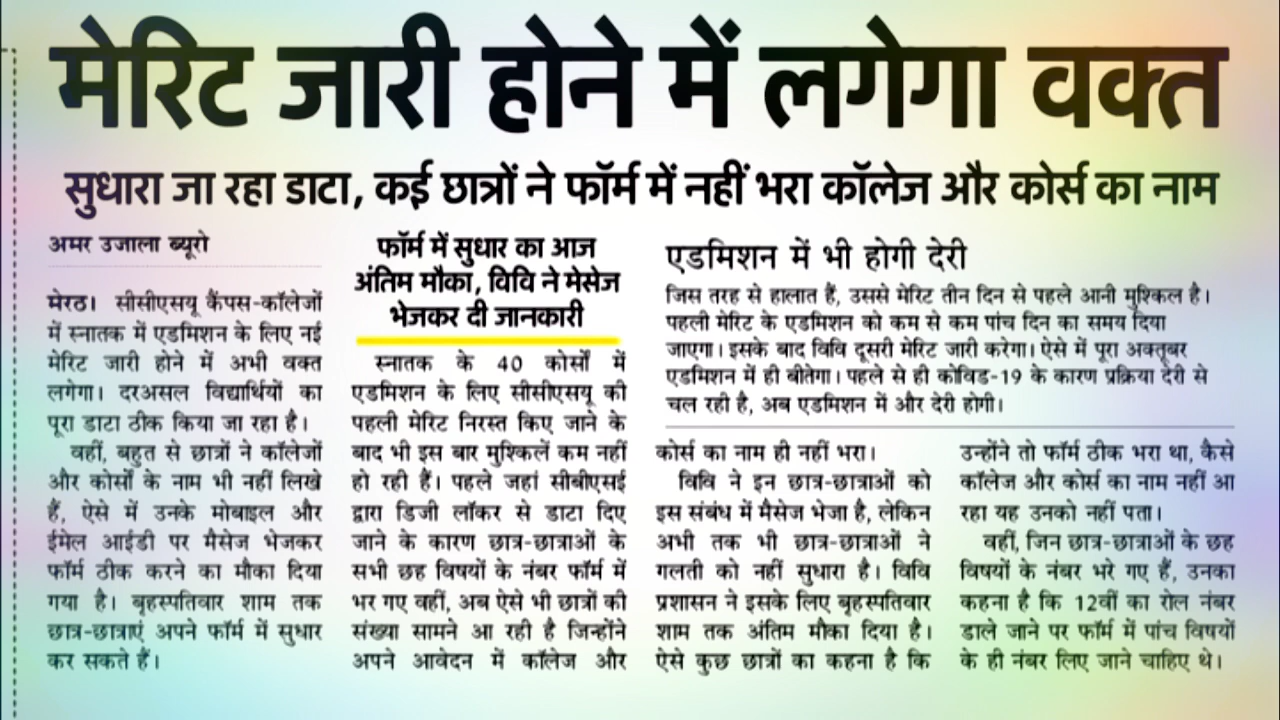 मेरिट जारी होने में लगेगा वक्त
सुधारा जा रहा डाटा, कई छात्रों ने फॉर्म में नहीं भरा कॉलेज और कोर्स का नाम
अमर उजाला ब्यूरो
मेरठ। सीसीएसयू कैंपस-कॉलेजों
में स्नातक में एडमिशन के लिए नई
मेरिट जारी होने में अभी वक्त
लगेगा। दरअसल विद्यार्थियों का
पूरा डाटा ठीक किया जा रहा है।
वहीं, बहुत से छात्रों ने कॉलेजों
और कोर्सों के नाम भी नहीं लिखे
हैं, ऐसे में उनके मोबाइल और
ईमेल आईडी पर मैसेज भेजकर
फॉर्म ठीक करने का मौका दिया
गया है। बृहस्पतिवार शाम तक
छात्र-छात्राएं अपने फॉर्म में सुधार
कर सकते हैं।
फॉर्म में सुधार का आज
अंतिम मौका, विवि ने मेसेज
भेजकर दी जानकारी
स्नातक के 40 कोर्सों में
एडमिशन के लिए सीसीएसयू की
पहली मेरिट निरस्त किए जाने के
बाद भी इस बार मुश्किलें कम नहीं
हो रही हैं। पहले जहां सीबीएसई
द्वारा डिजी लॉकर से डाटा दिए
जाने के कारण छात्र-छात्राओं के
सभी छह विषयों के नंबर फॉर्म में
भर गए वहीं, अब ऐसे भी छात्रों की
संख्या सामने आ रही है जिन्होंने
अपने आवेदन में कॉलेज और
एडमिशन में भी होगी देरी
जिस तरह से हालात हैं, उससे मेरिट तीन दिन से पहले आनी मुश्किल है।
पहली मेरिट के एडमिशन को कम से कम पांच दिन का समय दिया
जाएगा। इसके बाद विवि दूसरी मेरिट जारी करेगा। ऐसे में पूरा अक्तूबर
एडमिशन में ही बीतेगा। पहले से ही कोविड-19 के कारण प्रक्रिया देरी से
चल रही है, अब एडमिशन में और देरी होगी।
कोर्स का नाम ही नहीं भरा।
विवि ने इन छात्र-छात्राओं को
इस संबंध में मैसेज भेजा है, लेकिन
अभी तक भी छात्र-छात्राओं ने
गलती को नहीं सुधारा है। विवि
प्रशासन ने इसके लिए बृहस्पतिवार
शाम तक अंतिम मौका दिया है।
ऐसे कुछ छात्रों का कहना है कि
उन्होंने तो फॉर्म ठीक भरा था, कैसे
कॉलेज और कोर्स का नाम नहीं आ
रहा यह उनको नहीं पता।
वहीं, जिन छात्र-छात्राओं के छह
विषयों के नंबर भरे गए हैं, उनका
कहना है कि 12वीं का रोल नंबर
डाले जाने पर फॉर्म में पांच विषयों
के ही नंबर लिए जाने चाहिए थे।